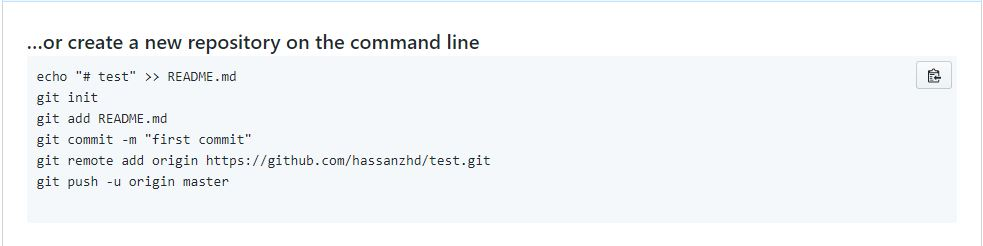 ...or create a new repository on the command line
echo "# test" >> README.md
git init
git add README.md
git commit -m "first commit"
git remote add origin https://github.com/hassanzhd/test.git
git push -u origin master